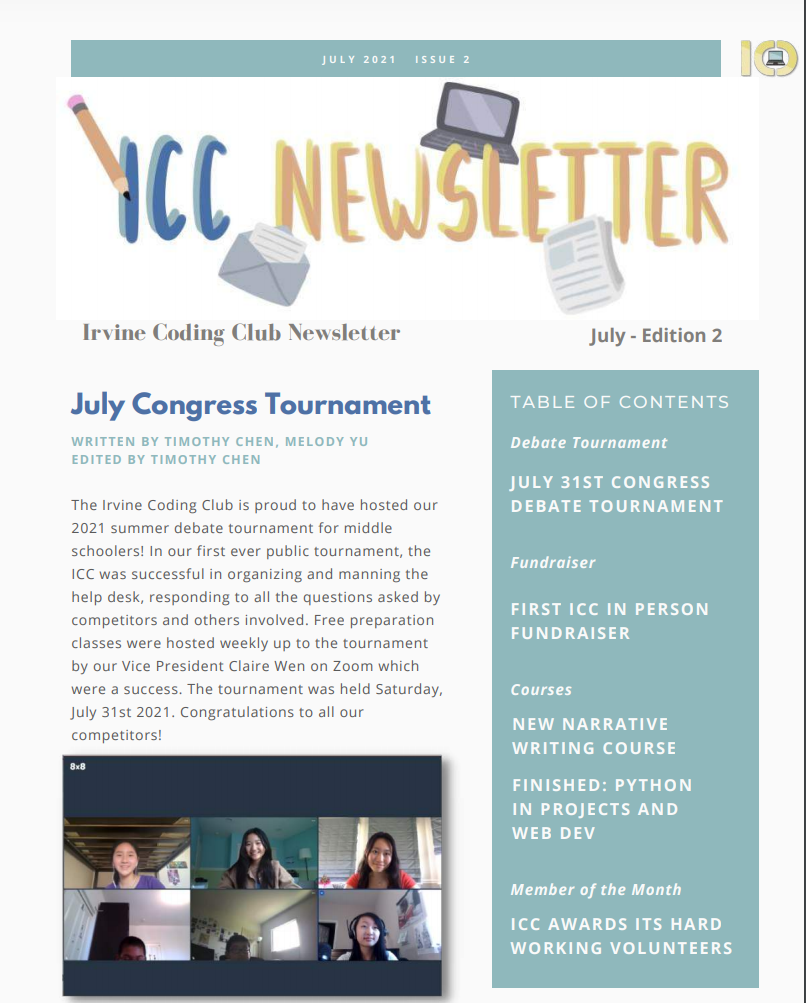 JULY 2021 ISSUE 2
ICC
ICC NEWSLETTER
Irvine Coding Club Newsletter
July - Edition 2
July Congress Tournament
WRITTEN BY TIMOTHY CHEN, MELODY YU
EDITED BY TIMOTHY CHEN
The Irvine Coding Club is proud to have hosted our
2021 summer debate tournament for middle
schoolers! In our first ever public tournament, the
ICC was successful in organizing and manning the
help desk, responding to all the questions asked by
competitors and others involved. Free preparation
classes were hosted weekly up to the tournament
by our Vice President Claire Wen on Zoom which
were a success. The tournament was held Saturday,
July 31st 2021. Congratulations to all our
competitors!
8x8
TABLE OF CONTENTS
Debate Tournament
JULY 31ST CONGRESS
DEBATE TOURNAMENT
Fundraiser
FIRST ICC IN PERSON
FUNDRAISER
Courses
NEW NARRATIVE
WRITING COURSE
FINISHED: PYTHON
IN PROJECTS AND
WEB DEV
Member of the Month
ICC AWARDS ITS HARD
WORKING VOLUNTEERS